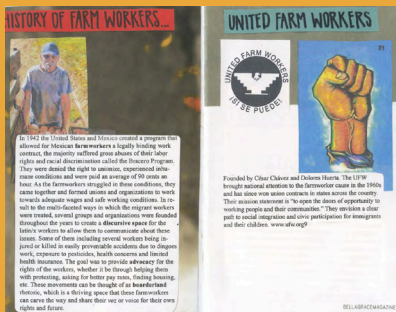 HISTORY OF FARM WORKERS...
In 1942 the United States and Mexico created a program that
allowed for Mexican farmworkers a legally binding work
contract, the majority suffered gross abuses of their labor
rights and racial discrimination called the Bracero Program.
They were denied the right to unionize, experienced inhu-
mane conditions and were paid an average of 90 cents an
hour. As the farmworkers struggled in these conditions, they
came together and formed unions and organizations to work
towards adequate wages and safe working conditions. In re-
sult to the multi-faceted ways in which the migrant workers
were treated, several groups and organizations were founded
throughout the years to create a discursive space for the
latin/x workers to allow them to communicate about these
issues. Some of them including several workers being in-
jured or killed in easily preventable accidents due to dingoes
work, exposure to pesticides, health concerns and limited
health insurance. The goal was to provide advocacy for the
rights of the workers, whether it be through helping them
with protesting, asking for better pay rates, finding housing,
etc. These movements can be thought of as boarderland
rhetoric, which is a thriving space that these farmworkers
can carve the way and share their voc or voice for their own
rights and future.
UNITED FARM WORKERS
UNITED FARM WORKERS
¡SI SE PUEDE!
21
Founded by César Chávez and Dolores Huerta. The UFW
brought national attention to the farmworker cause in the 1960s
and has since won union contracts in states across the country
Their mission statement is "to open the doors of opportunity to
working people and their communities." They envision a clear
path to social integration and civic participation for immigrants
and their children. www.ufw.org9
BELLAGRACEMAGAZINE